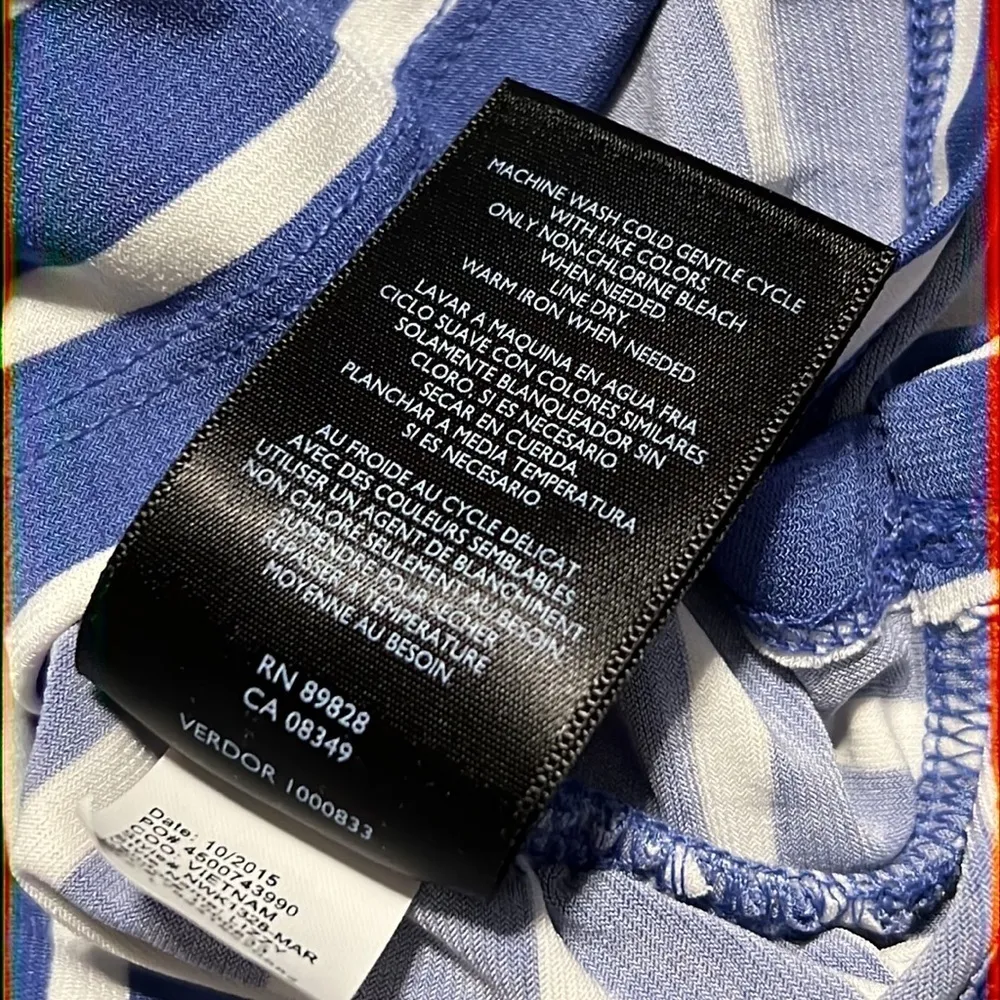 MACHINE WASH COLD GENTLE CYCLE
WITH LIKE COLORS
ONLY NON-CHLORINE BLEACH
WHEN NEEDED
LINE DRY.
WARM IRON WHEN NEEDED
LAVAR A MAQUINA EN AGUA FRIA
CICLO SUAVE CON COLORES SIMILARES
SOLAMENTE BLANQUEADOR SIN
CLORO, SI ES NECESARIO
SECAR EN CUERDA
PLANCHAR A MEDIA TEMPERATURA
SI ES NECESARIO
AU FROIDE AU CYCLE DÉLICAT
AVEC DES COULEURS SEMBLABLES
UTILISER UN AGENT DE BLANCHIMENT
NON CHLORÉ SEULEMENT AU BESOIN
SUSPENDRE POUR SÉCHER
REPASSER À TEMPERATURE
MOYENNE AU BESOIN
RN 89828
CA 08349
VERDOR 1000833
Date: 10/2015
PO# 4500743990
COO: VIETNAM